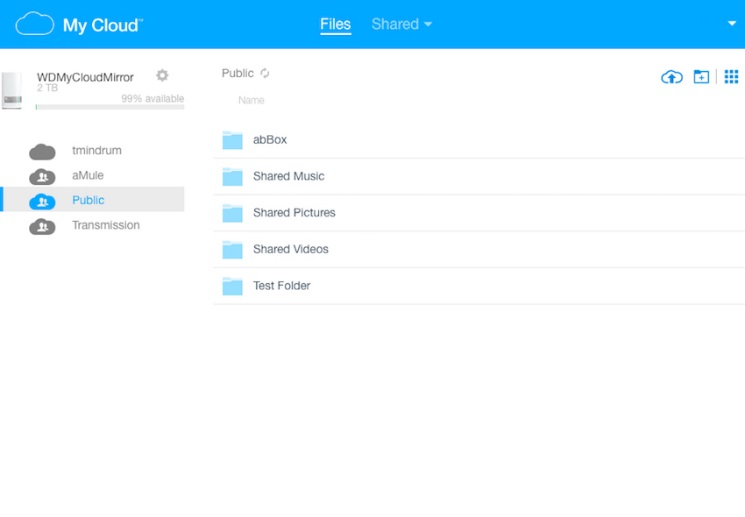 My Cloud™
Files Shared
WDMyCloudMirror
2 TB
99% available
tmindrum
aMule
Public
Transmission
Public
Name
abBox
Shared Music
Shared Pictures
Shared Videos
Test Folder